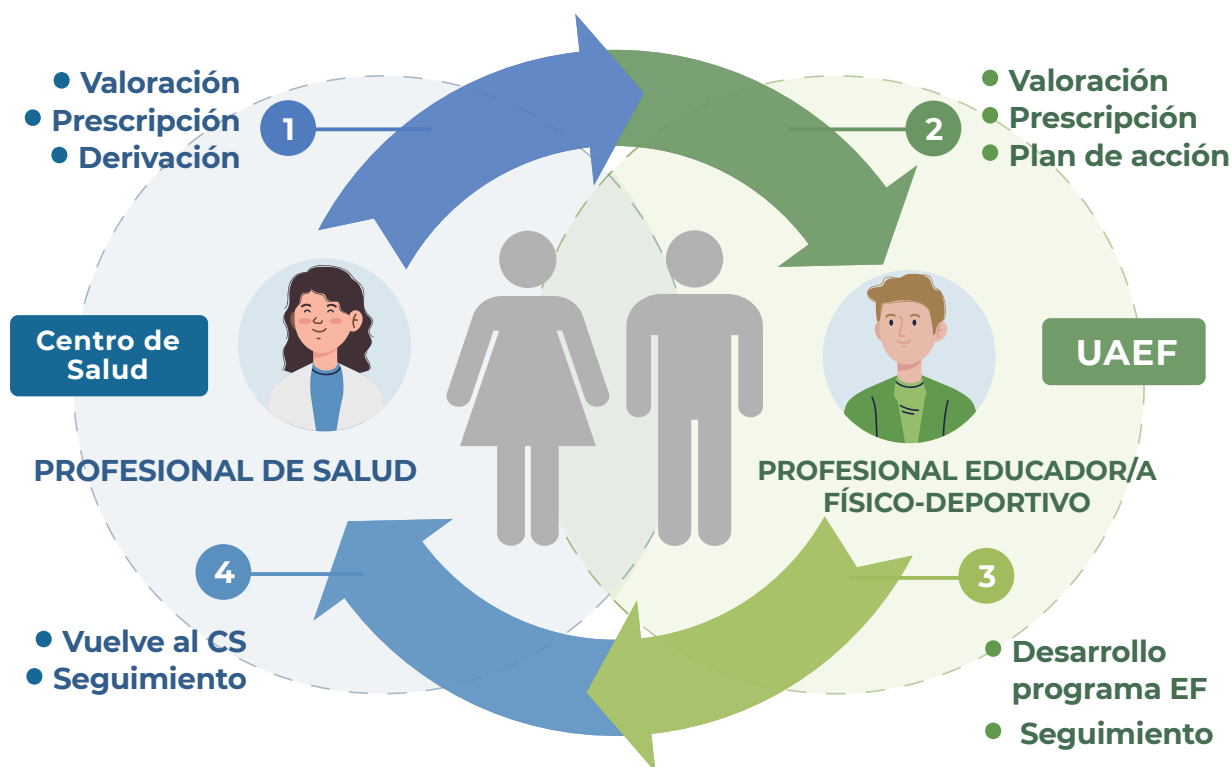 Valoración
Prescripción
Derivación
1
2
Valoración
Prescripción
Plan de acción
Centro de
Salud
PROFESIONAL DE SALUD
UAEF
PROFESIONAL EDUCADOR/A
FÍSICO-DEPORTIVO
3
Desarrollo
programa EF
Seguimiento
4
Vuelve al CS
Seguimiento